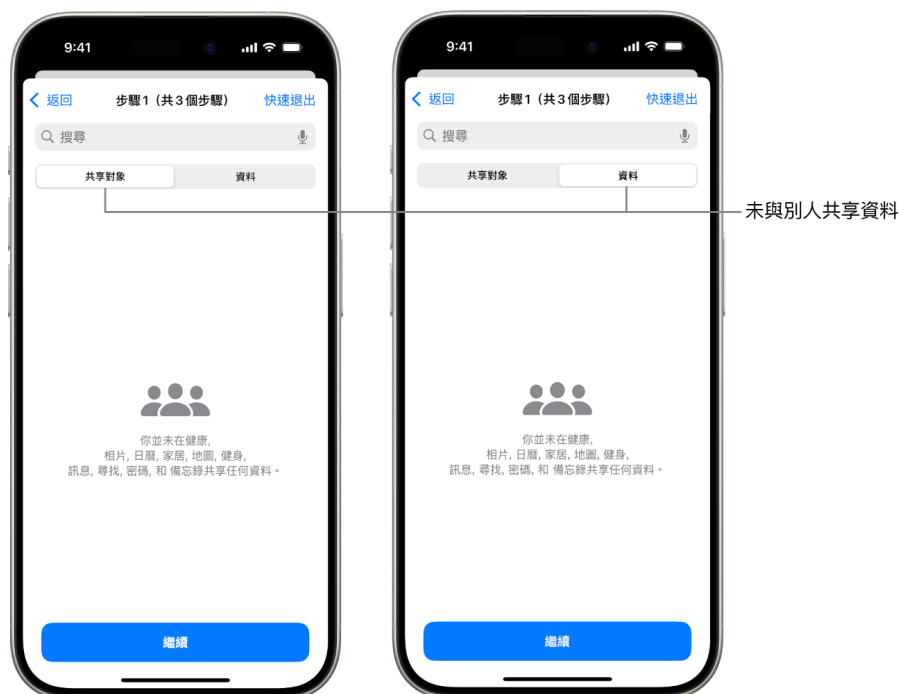 9:41
返回
步驟1（共3個步驟）
快速退出
搜尋
共享對象
資料
你並未在健康,
相片, 日曆, 家居, 地圖, 健身,
訊息, 尋找, 密碼, 和 備忘錄共享任何資料。
繼續
9:41
返回
步驟1（共3個步驟）
快速退出
搜尋
共享對象
資料
你並未在健康,
相片, 日曆, 家居, 地圖, 健身,
訊息, 尋找, 密碼, 和 備忘錄共享任何資料。
繼續
未與別人共享資料